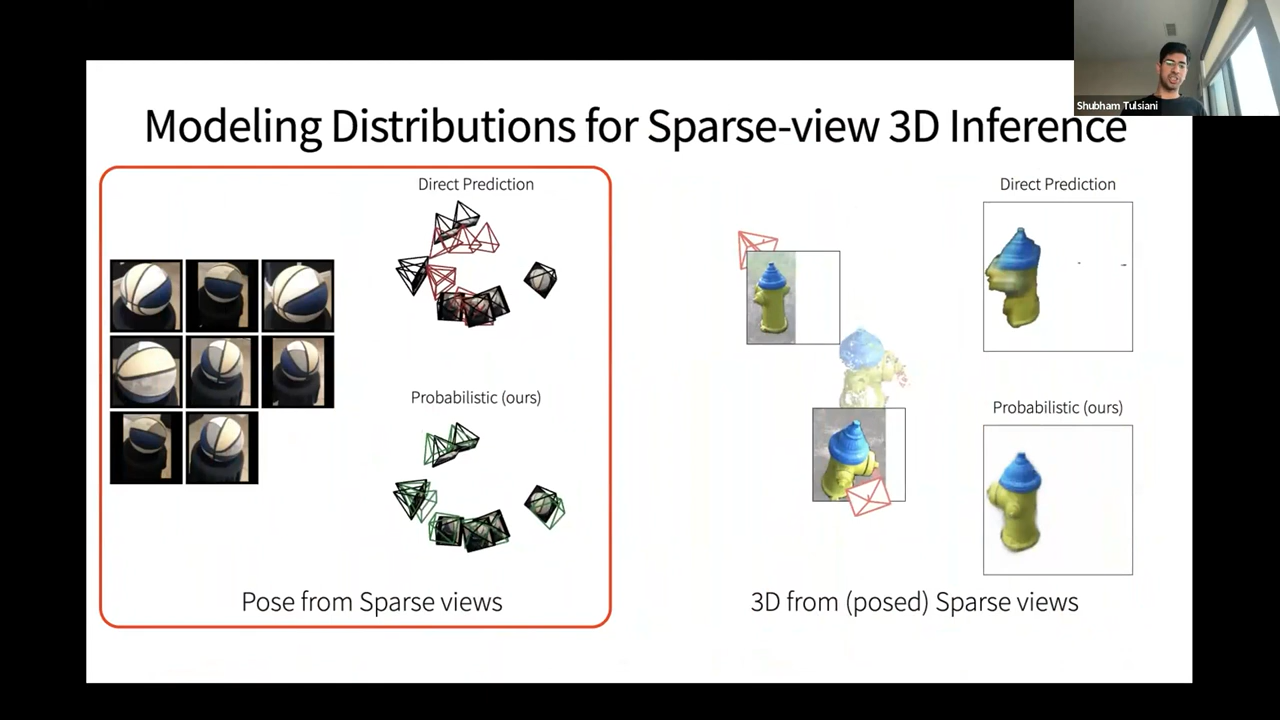 Shubham Tulsiani
Modeling Distributions for Sparse-view 3D Inference
Direct Prediction
Probabilistic (ours)
Pose from Sparse views
Direct Prediction
Probabilistic (ours)
3D from (posed) Sparse views